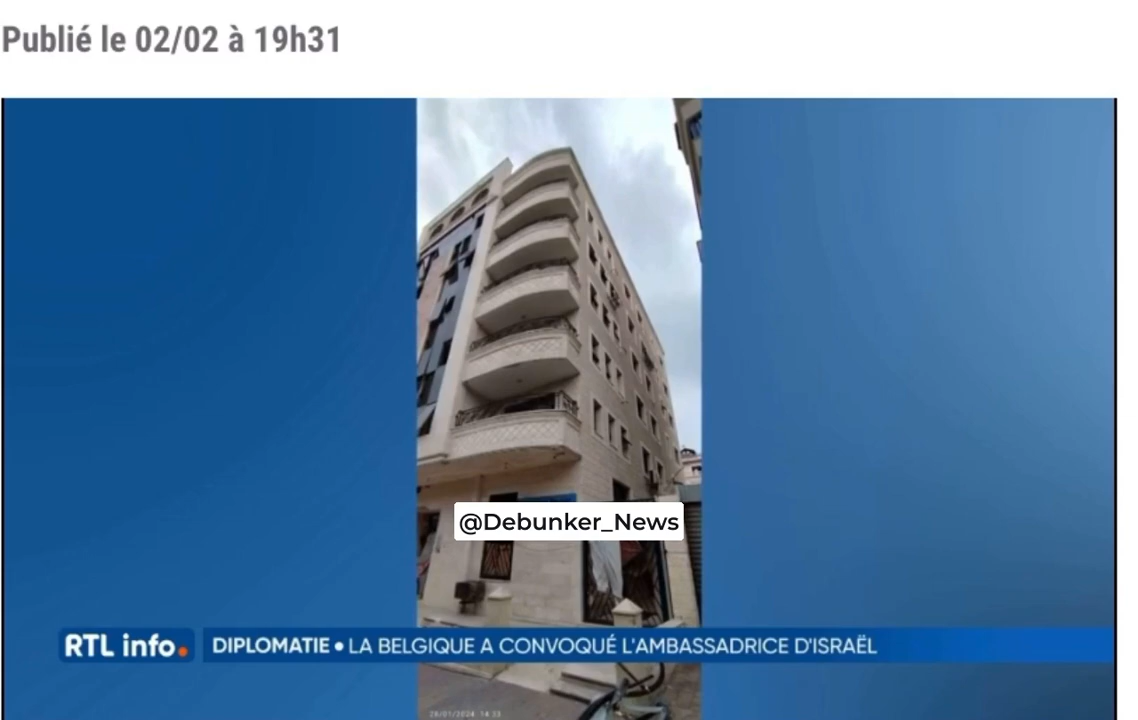 Publié le 02/02 à 19h31
@Debunker_News
RTL info.
DIPLOMATIE • LA BELGIQUE A CONVOQUÉ L'AMBASSADRICE D'ISRAËL